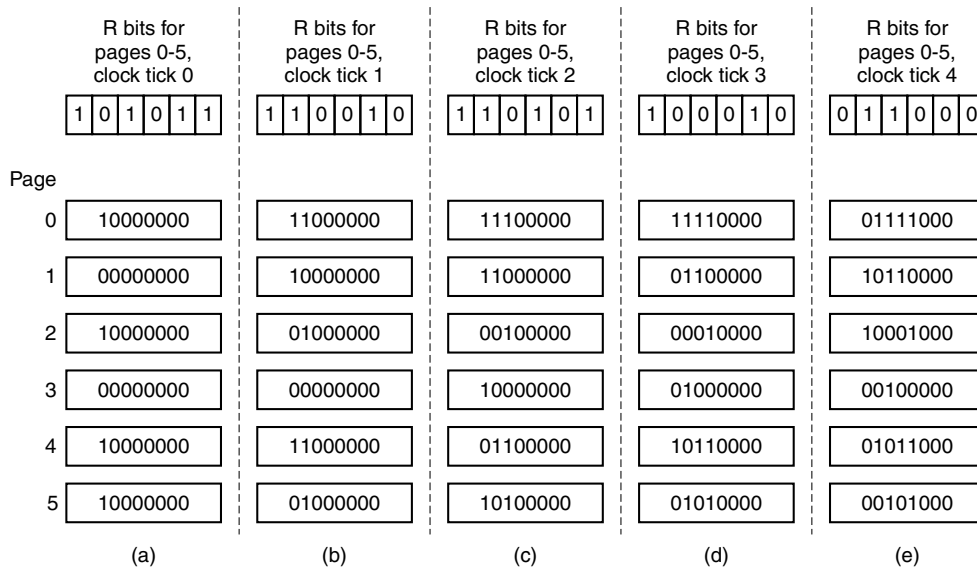 R bits for
pages 0-5,
clock tick 0
R bits for
pages 0-5,
clock tick 1
R bits for
pages 0-5,
clock tick 2
R bits for
pages 0-5,
clock tick 3
R bits for
pages 0-5,
clock tick 4
1 0 1 0 1 1
1 1 0 0 1 0
1 1 0 1 0 1
1 0 0 0 1 0
0 1 1 0 0 0
Page
0 10000000 11000000 11100000 11110000 01111000
1 00000000 10000000 11000000 01100000 10110000
2 10000000 01000000 00100000 00010000 10001000
3 00000000 00000000 10000000 01000000 00100000
4 10000000 11000000 01100000 10110000 01011000
5 10000000 01000000 10100000 01010000 00101000
(a) (b) (c) (d) (e)